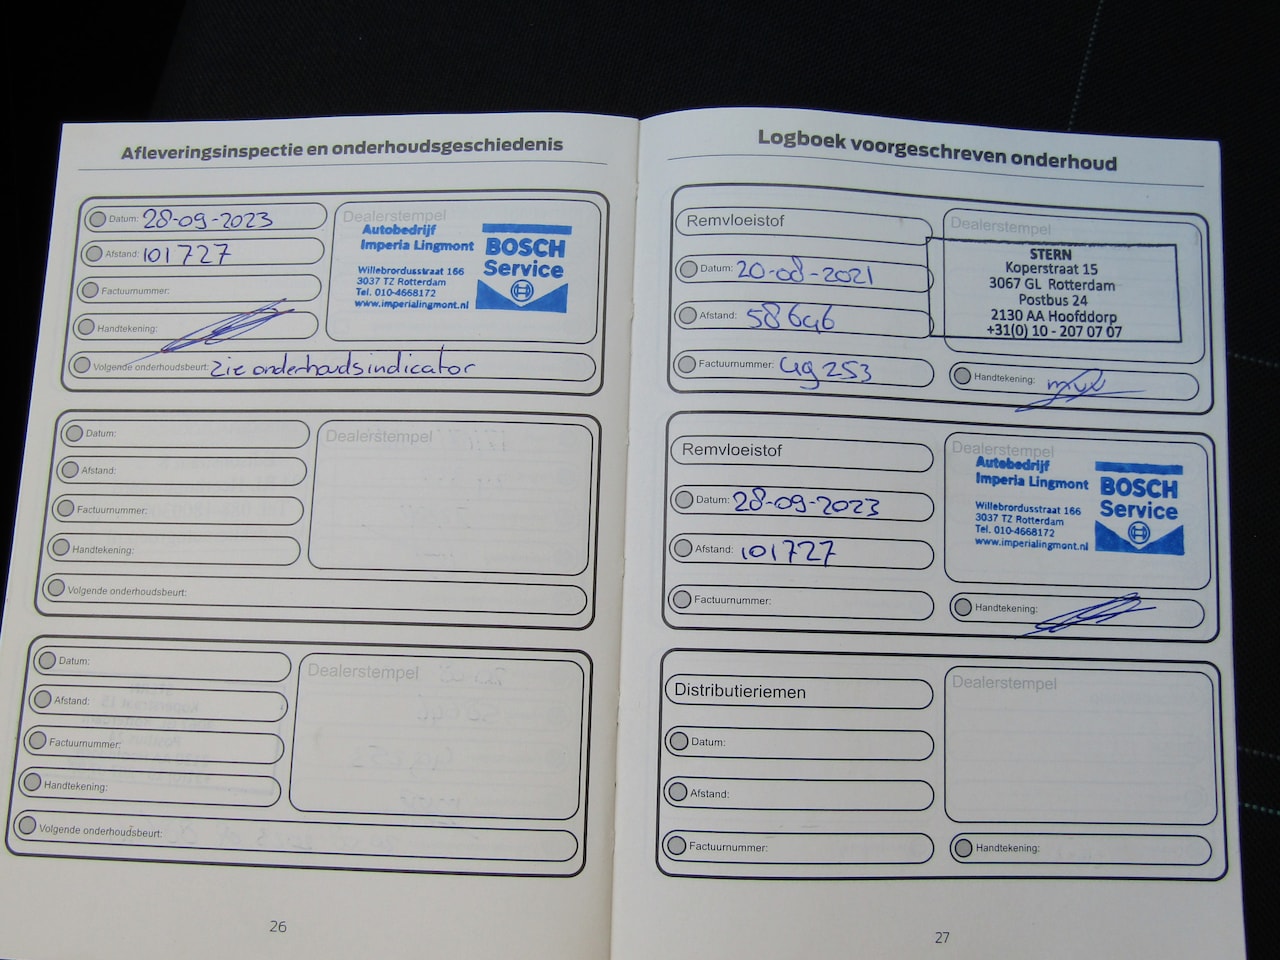 Afleveringsinspectie en onderhoudsgeschiedenis
Datum: 28-09-2023
Afstand: 101727
Factuurnummer:
Handtekening:
Volgende onderhoudsbeurt: Zie onderhoudsindicator
Dealerstempel
Autobedrijf
Imperia Lingmont
Willebrordusstraat 166
3037 TZ Rotterdam
Tel. 010-4668172
www.imperialingmont.nl
BOSCH
Service
Datum:
Afstand:
Factuurnummer:
Handtekening:
Volgende onderhoudsbeurt:
Dealerstempel
Datum:
Afstand:
Factuurnummer:
Handtekening:
Volgende onderhoudsbeurt:
Dealerstempel
26
Logboek voorgeschreven onderhoud
Remvloeistof
Datum: 20-08-2021
Afstand: 58646
Factuurnummer: 49253
Dealerstempel
STERN
Koperstraat 15
3067 GL Rotterdam
Postbus 24
2130 AA Hoofddorp
+31(0) 10 - 207 07 07
Handtekening:
Remvloeistof
Datum: 28-09-2023
Afstand: 101727
Factuurnummer:
Dealerstempel
Autobedrijf
Imperia Lingmont
Willebrordusstraat 166
3037 TZ Rotterdam
Tel. 010-4668172
www.imperialingmont.nl
BOSCH
Service
Handtekening:
Distributieriemen
Datum:
Afstand:
Factuurnummer:
Dealerstempel
Handtekening:
27